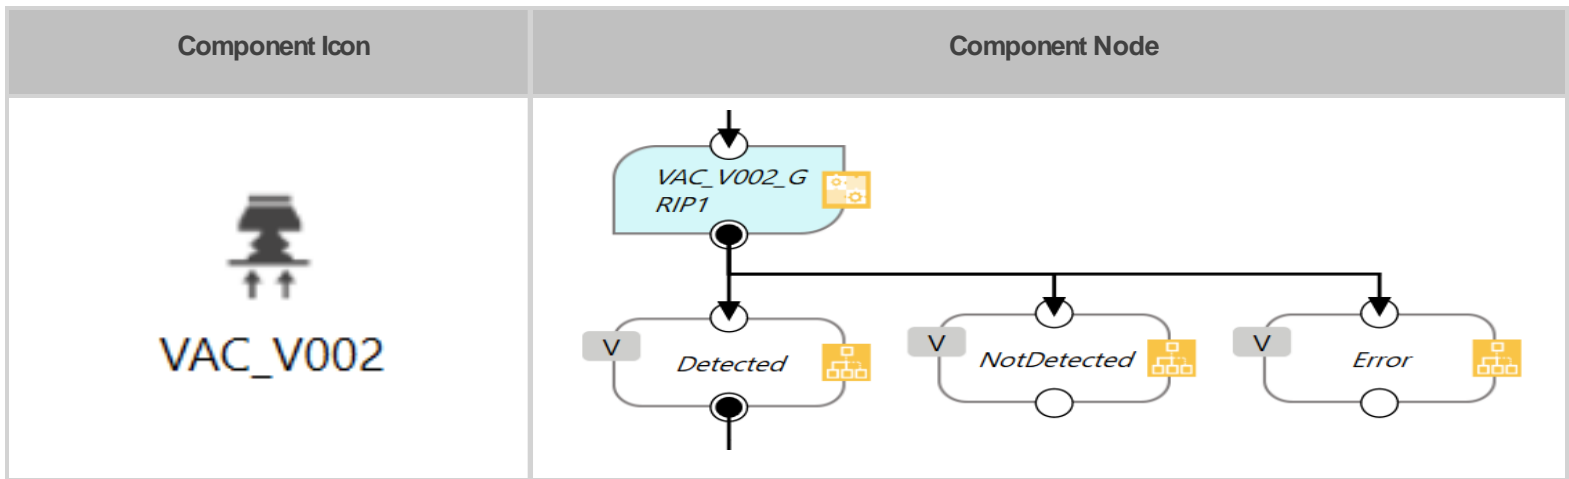 Component Icon
Component Node
VAC_V002
VAC_V002_G
RIP1
V
Detected
V
NotDetected
V
Error